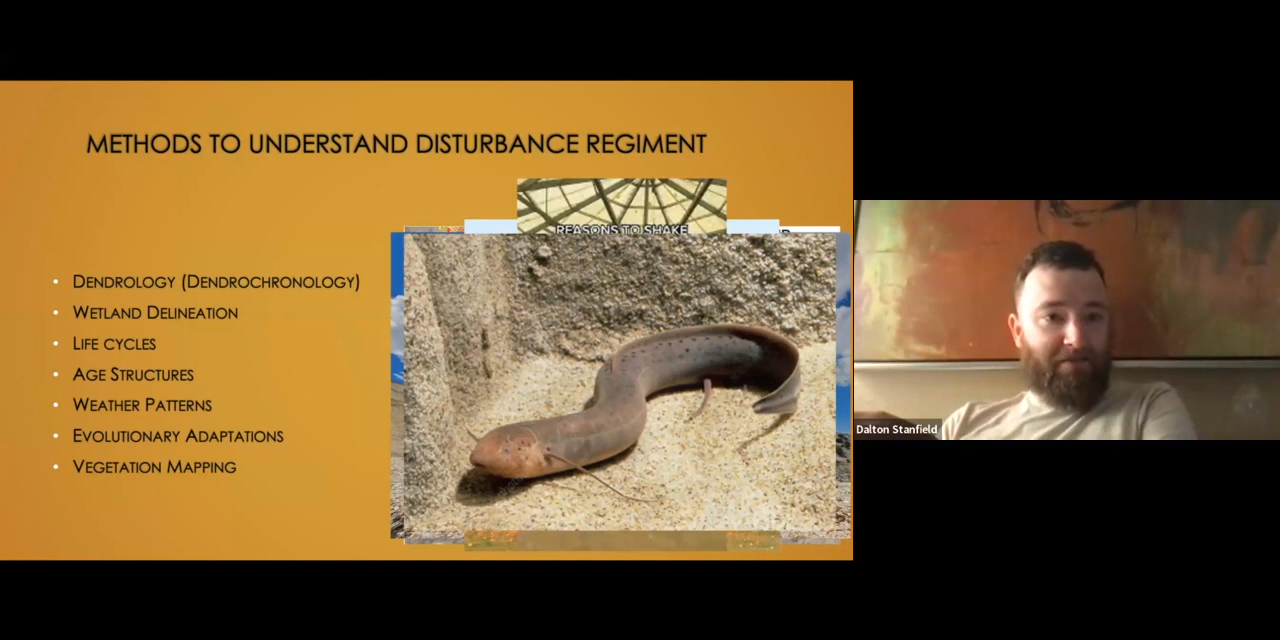 METHODS TO UNDERSTAND DISTURBANCE REGIMENT
REASONS TO SHAKE
• DENDROLOGY (DENDROCHRONOLOGY)
• WETLAND DELINEATION
• LIFE CYCLES
• AGE STRUCTURES
• WEATHER PATTERNS
• EVOLUTIONARY ADAPTATIONS
• VEGETATION MAPPING
Dalton Stanfield